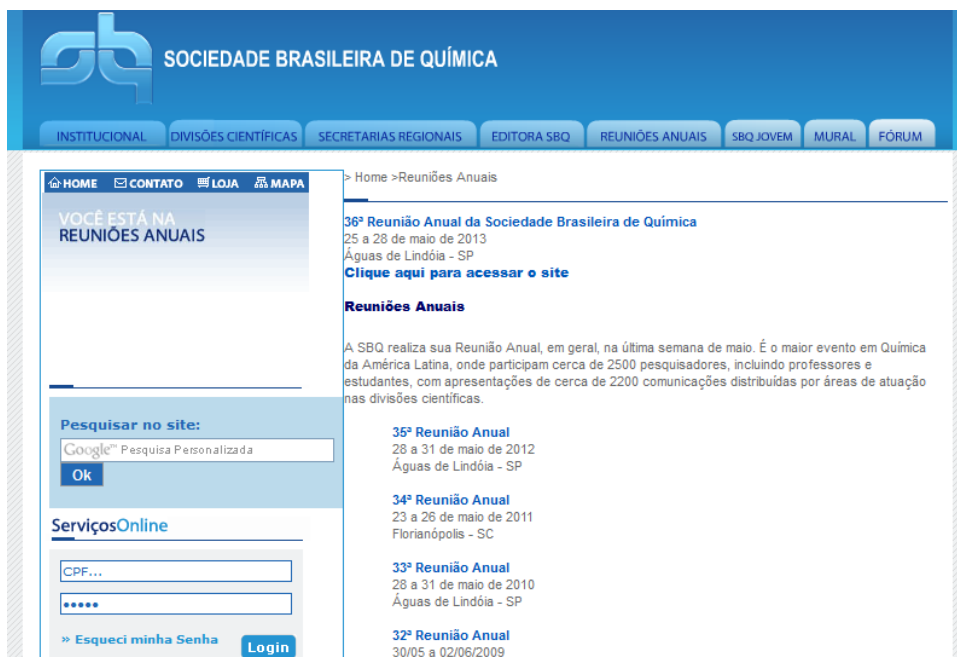 SOCIEDADE BRASILEIRA DE QUÍMICA
INSTITUCIONAL DIVISÕES CIENTÍFICAS SECRETARIAS REGIONAIS EDITORA SBQ REUNIÕES ANUAIS SBQ JOVEM MURAL FÓRUM
HOME CONTATO LOJA MAPA
VOCÊ ESTÁ NA
REUNIÕES ANUAIS
Pesquisar no site:
Google™ Pesquisa Personalizada
Ok
ServiçosOnline
CPF...
•••••
» Esqueci minha Senha Login
> Home >Reuniões Anuais
36ª Reunião Anual da Sociedade Brasileira de Química
25 a 28 de maio de 2013
Águas de Lindóia - SP
Clique aqui para acessar o site
Reuniões Anuais
A SBQ realiza sua Reunião Anual, em geral, na última semana de maio. É o maior evento em Química
da América Latina, onde participam cerca de 2500 pesquisadores, incluindo professores e
estudantes, com apresentações de cerca de 2200 comunicações distribuídas por áreas de atuação
nas divisões científicas.
35ª Reunião Anual
28 a 31 de maio de 2012
Águas de Lindóia - SP
34ª Reunião Anual
23 a 26 de maio de 2011
Florianópolis - SC
33ª Reunião Anual
28 a 31 de maio de 2010
Águas de Lindóia - SP
32ª Reunião Anual
30/05 a 02/06/2009